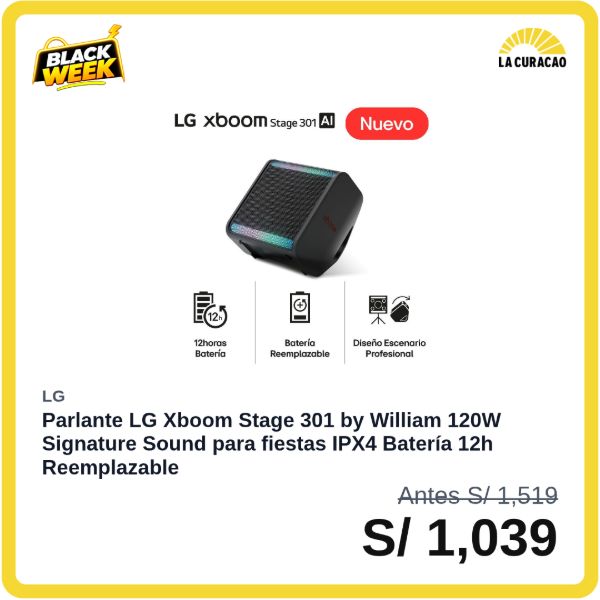 BLACK
WEEK
LA CURACAO
LG xboom Stage 301 AI
Nuevo
12h
12horas
Batería
Batería
Reemplazable
Diseño Escenario
Profesional
LG
Parlante LG Xboom Stage 301 by William 120W
Signature Sound para fiestas IPX4 Batería 12h
Reemplazable
Antes S/ 1,519
S/ 1,039